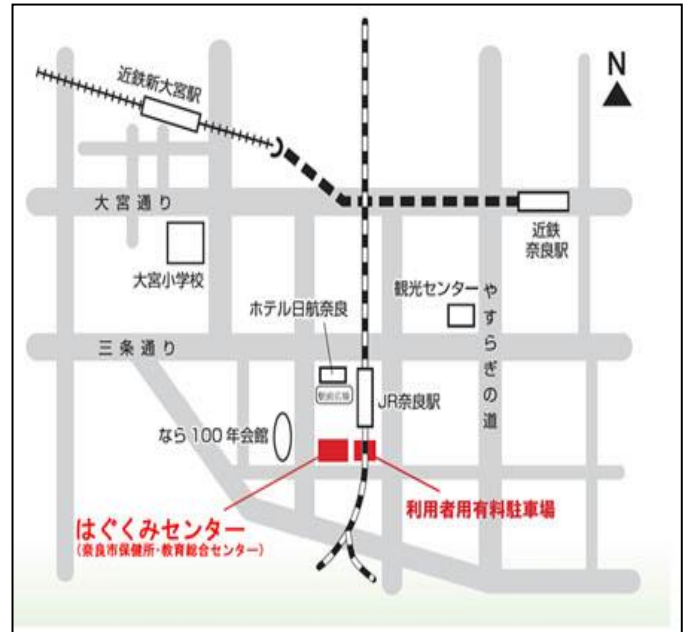 N
近鉄新大宮駅
大宮通り
近鉄
奈良駅
大宮小学校
観光センター
やすらぎの道
ホテル日航奈良
三条通り
駅前広場
JR奈良駅
なら100年会館
利用者用有料駐車場
はぐくみセンター
(奈良市保健所・教育総合センター)